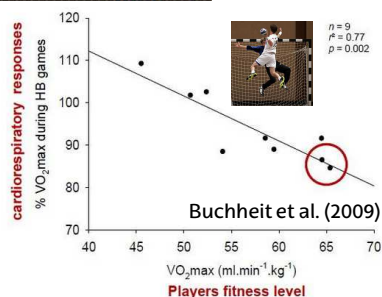 cardiorespiratory responses
% VO₂max during HB games
120
110
100
90
80
70
n = 9
r² = 0.77
p = 0.002
Buchheit et al. (2009)
40 45 50 55 60 65 70
VO₂max (ml.min⁻¹.kg⁻¹)
Players fitness level